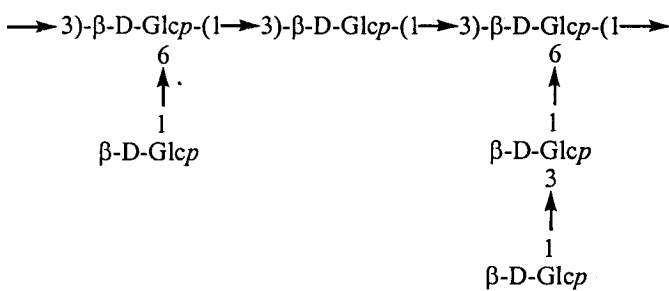 →3)-β-D-Glcp-(1→3)-β-D-Glcp-(1→3)-β-D-Glcp-(1→
6 6
↑ ↑
1 1
β-D-Glcp β-D-Glcp
3
↑
1
β-D-Glcp